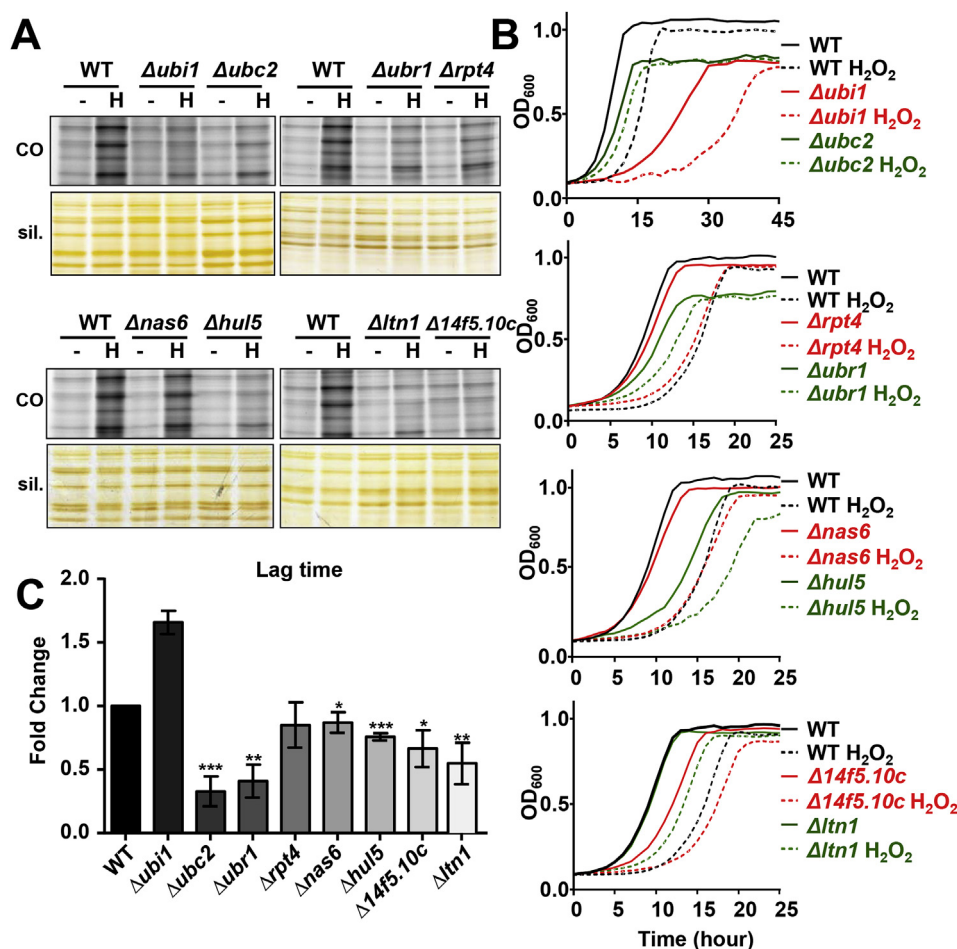 A
WT Δubi1 Δubc2
- H - H - H
CO
sil.
WT Δubr1 Δrpt4
- H - H - H
WT Δnas6 Δhul5
- H - H - H
CO
sil.
WT Δltn1 Δ14f5.10c
- H - H - H
B
OD600
1.0
0.5
0.0
0 15 30 45
WT
WT H2O2
Δubi1
Δubi1 H2O2
Δubc2
Δubc2 H2O2
OD600
1.0
0.5
0.0
0 5 10 15 20 25
WT
WT H2O2
Δrpt4
Δrpt4 H2O2
Δubr1
Δubr1 H2O2
OD600
1.0
0.5
0.0
0 5 10 15 20 25
WT
WT H2O2
Δnas6
Δnas6 H2O2
Δhul5
Δhul5 H2O2
OD600
1.0
0.5
0.0
0 5 10 15 20 25
Time (hour)
WT
WT H2O2
Δ14f5.10c
Δ14f5.10c H2O2
Δltn1
Δltn1 H2O2
C
Lag time
Fold Change
2.0
1.5
1.0
0.5
0.0
*** ** * *** * **
WT Δubi1 Δubc2 Δubr1 Δrpt4 Δnas6 Δhul5 Δ14f5.10c Δltn1